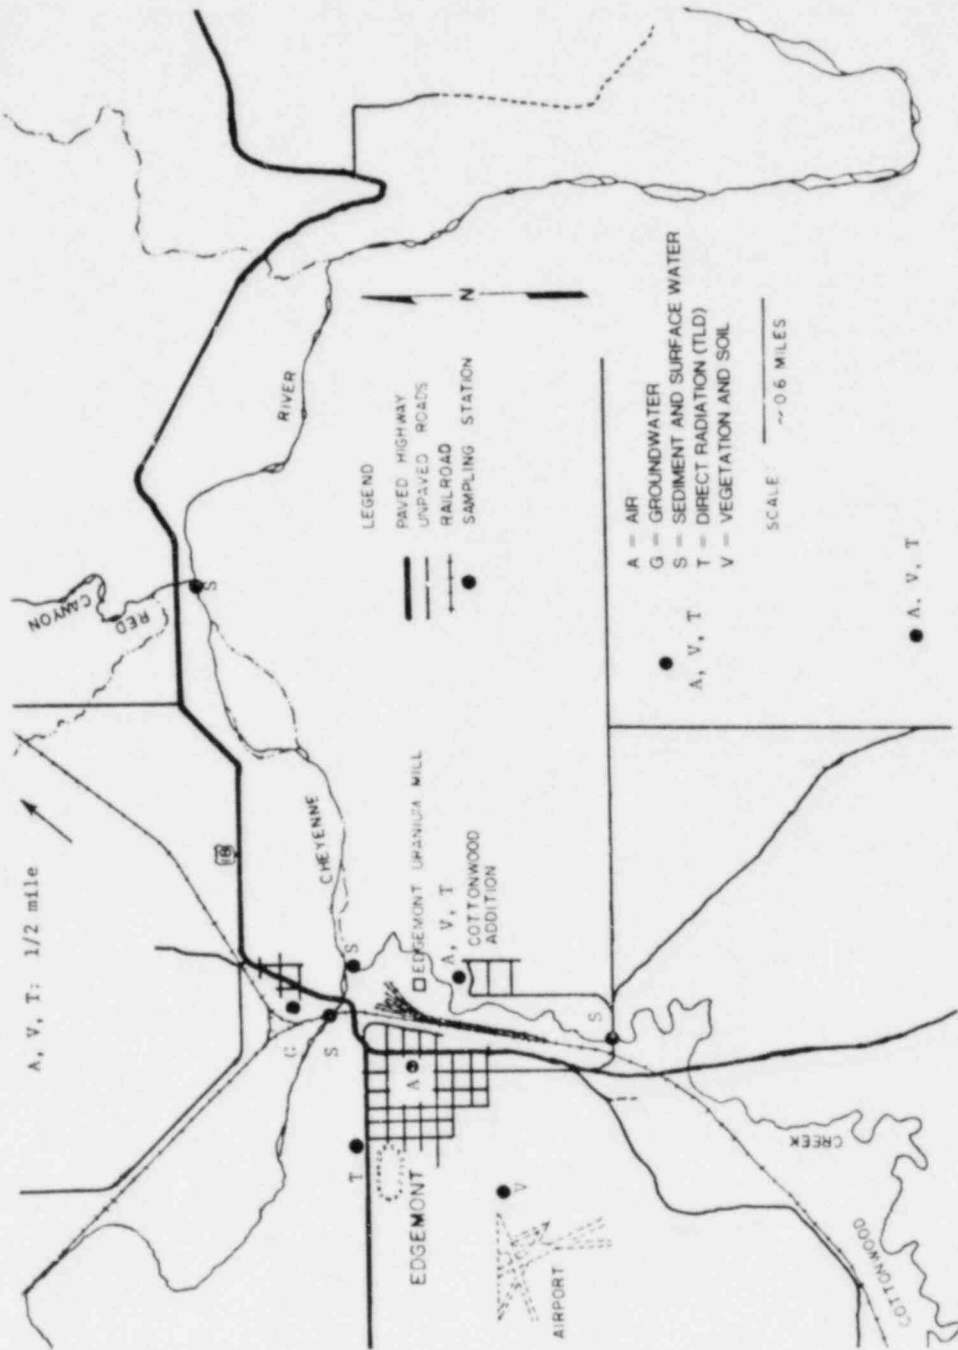 A, V, T: 1/2 mile
RED
CANYON
18
CHEYENNE
RIVER
S
G
S
S
EDGEMONT URANIUM MILL
A, V, T
COTTONWOOD
ADDITION
T
A
EDGEMONT
V
AIRPORT
S
CREEK
COTTONWOOD
LEGEND
PAVED HIGHWAY
UNPAVED ROADS
RAILROAD
SAMPLING STATION
N
A = AIR
G = GROUNDWATER
S = SEDIMENT AND SURFACE WATER
T = DIRECT RADIATION (TLD)
V = VEGETATION AND SOIL
SCALE
~0.6 MILES
A, V, T
A, V, T